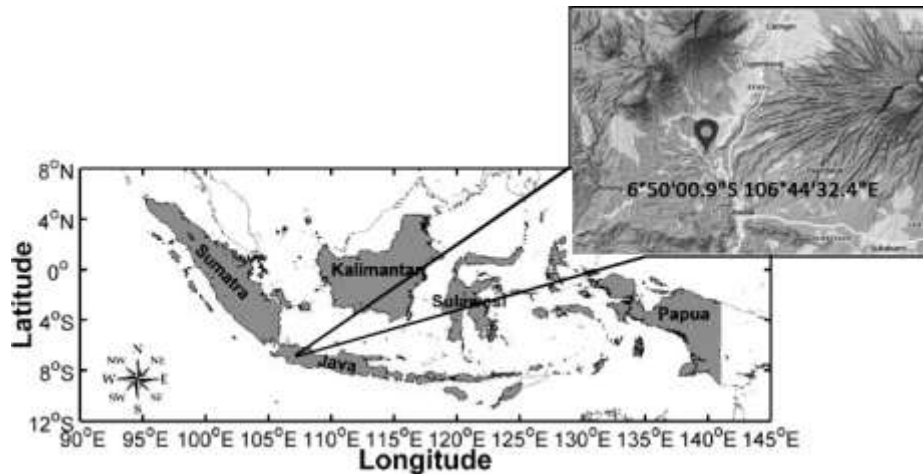 6°50'00.9"S 106°44'32.4"E
8°N
4°N
0°
4°S
8°S
12°S
Latitude
Sumatra
Kalimantan
Sulawesi
Papua
Java
N
NW NE
W E
SW SE
S
90°E 95°E 100°E 105°E 110°E 115°E 120°E 125°E 130°E 135°E 140°E 145°E
Longitude